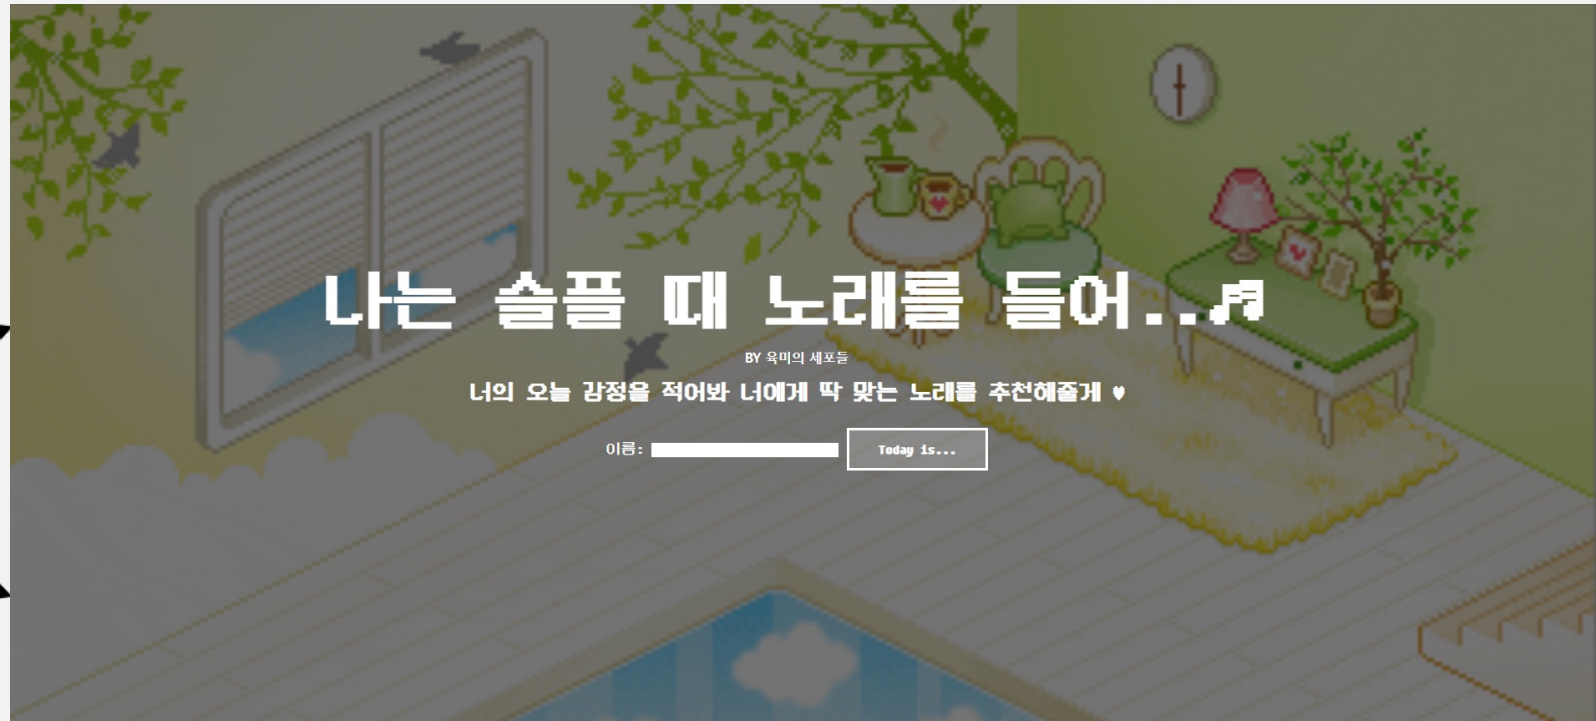 나는 슬플 때 노래를 들어..♬
BY 육미의 세포들
너의 오늘 감정을 적어봐 너에게 딱 맞는 노래를 추천해줄게 ♥
이름: Today is...